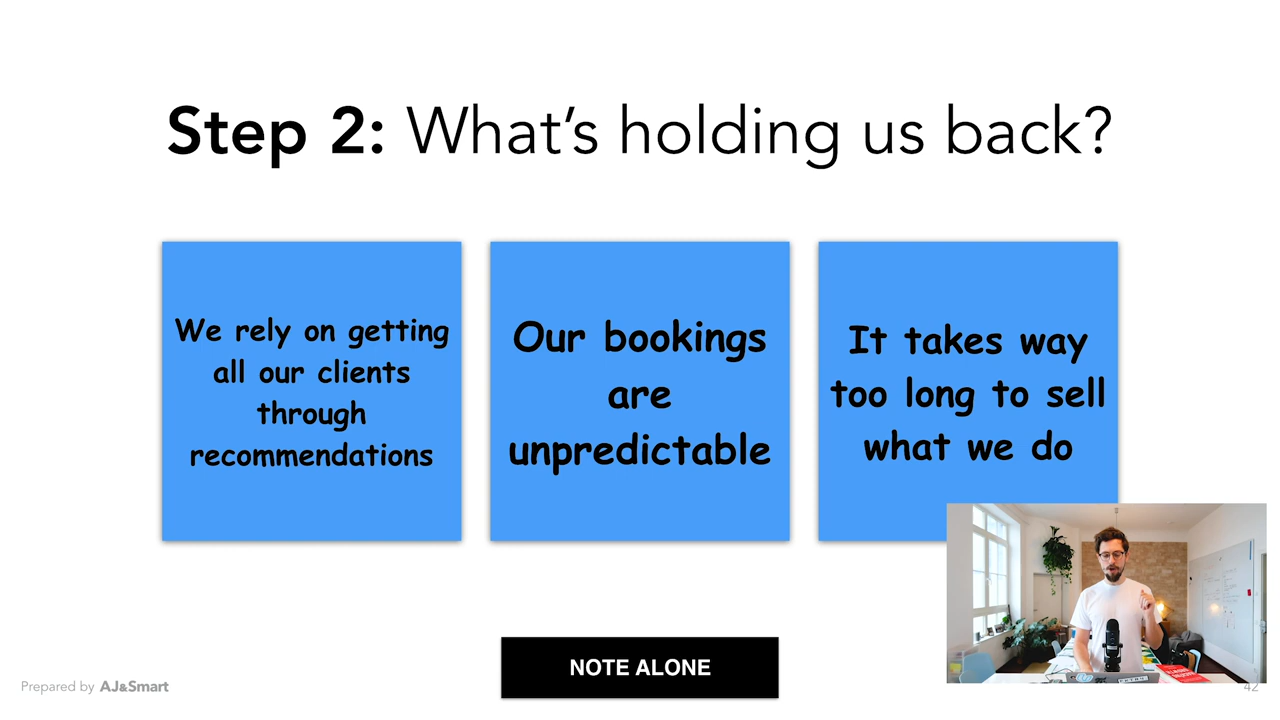 Step 2: What's holding us back?
We rely on getting
all our clients
through
recommendations
Our bookings
are
unpredictable
It takes way
too long to sell
what we do
NOTE ALONE
Prepared by AJ&Smart
42